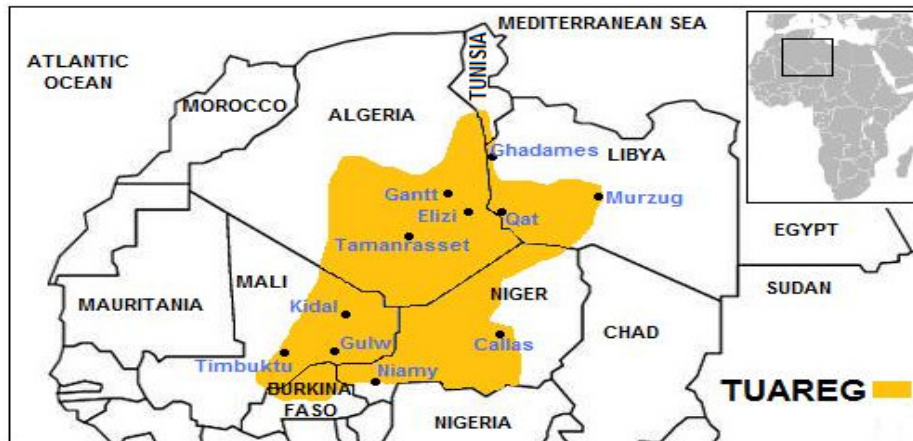 MEDITERRANEAN SEA
ATLANTIC
OCEAN
TUNISIA
MOROCCO
ALGERIA
Ghadames
LIBYA
Gantt
Elizi
Qat
Murzug
Tamanrasset
EGYPT
MALI
NIGER
SUDAN
MAURITANIA
Kidal
CHAD
Gulw
Callas
Timbuktu
Niamy
BURKINA
FASO
NIGERIA
TUAREG